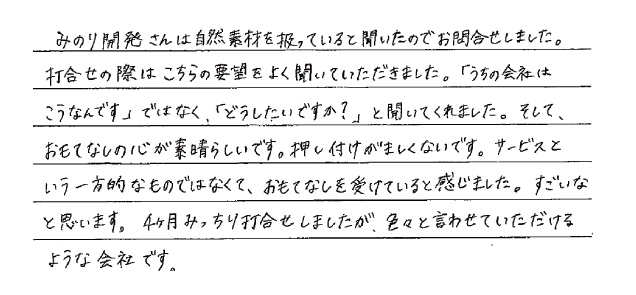 みのり開発さんは自然素材を扱っていると聞いたのでお問合せしました。
打合せの際はこちらの要望をよく聞いていただきました。「うちの会社は
こうなんです」ではなく、「どうしたいですか？」と聞いてくれました。そして、
おもてなしの心が素晴らしいです。押し付けがましくないです。サービスと
いう一方的なものではなくて、おもてなしを受けていると感じました。すごいな
と思います。4ヶ月みっちり打合せしましたが、色々と言わせていただける
ような会社です。